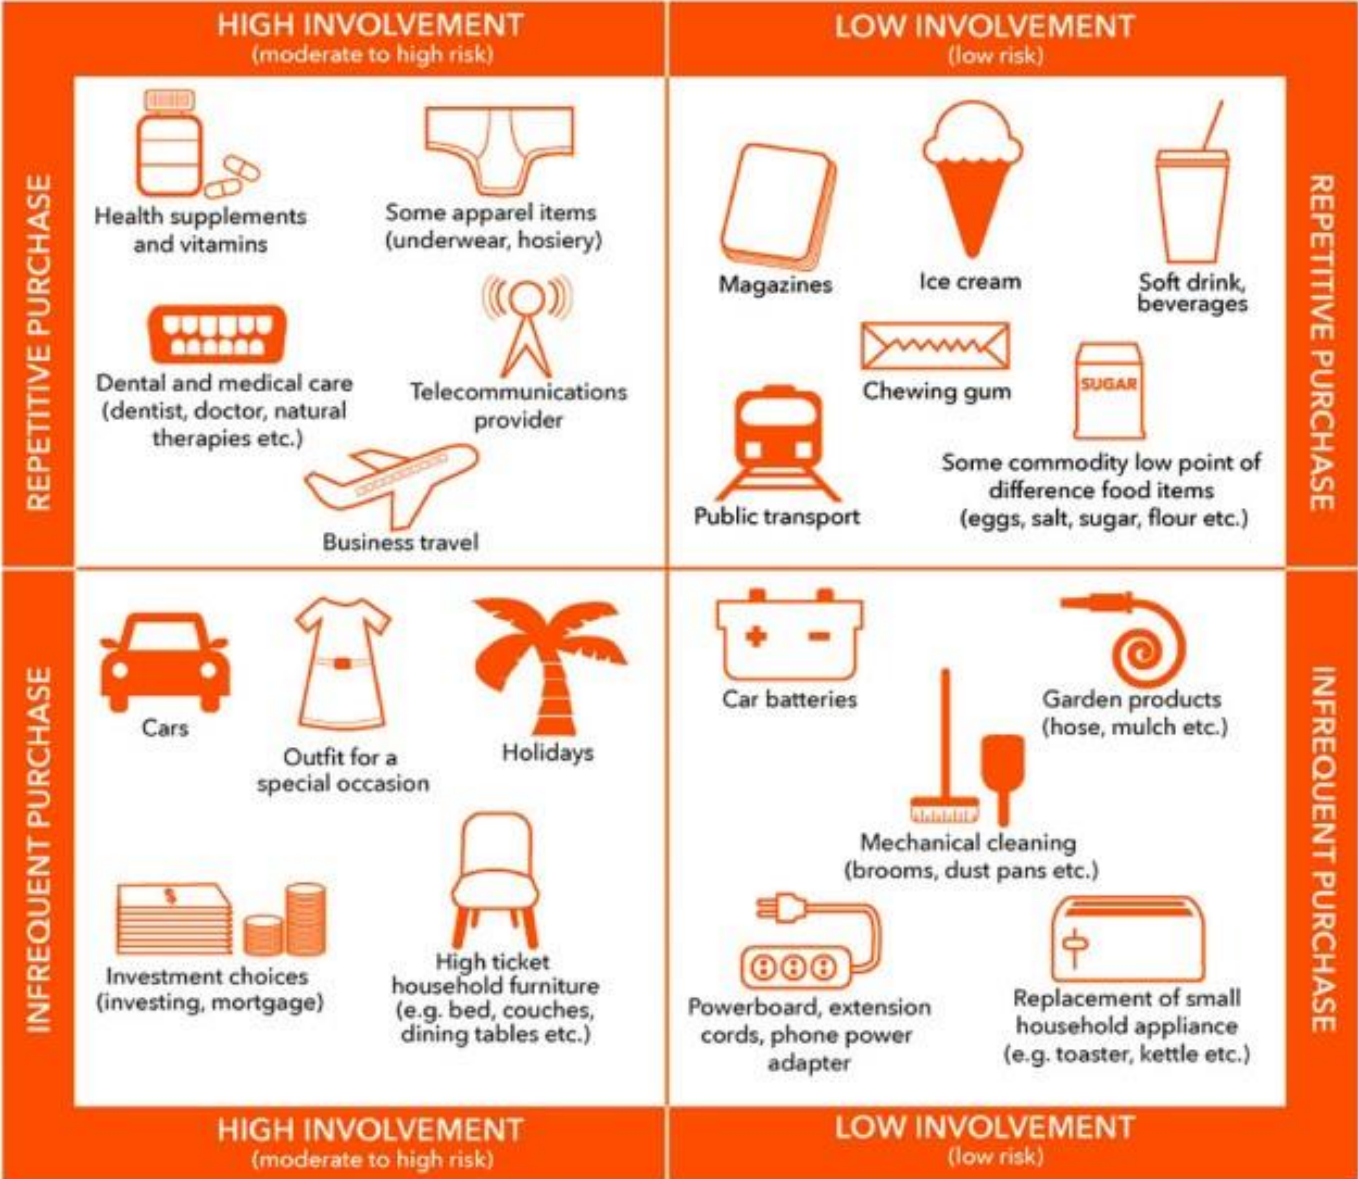 HIGH INVOLVEMENT
(moderate to high risk)
LOW INVOLVEMENT
(low risk)
REPETITIVE PURCHASE
Health supplements
and vitamins
Some apparel items
(underwear, hosiery)
Dental and medical care
(dentist, doctor, natural
therapies etc.)
Telecommunications
provider
Business travel
Magazines
Ice cream
Soft drink,
beverages
Chewing gum
SUGAR
Public transport
Some commodity low point of
difference food items
(eggs, salt, sugar, flour etc.)
REPETITIVE PURCHASE
INFREQUENT PURCHASE
Cars
Outfit for a
special occasion
Holidays
$
Investment choices
(investing, mortgage)
High ticket
household furniture
(e.g. bed, couches,
dining tables etc.)
+ -
Car batteries
Garden products
(hose, mulch etc.)
Mechanical cleaning
(brooms, dust pans etc.)
Powerboard, extension
cords, phone power
adapter
Replacement of small
household appliance
(e.g. toaster, kettle etc.)
INFREQUENT PURCHASE
HIGH INVOLVEMENT
(moderate to high risk)
LOW INVOLVEMENT
(low risk)